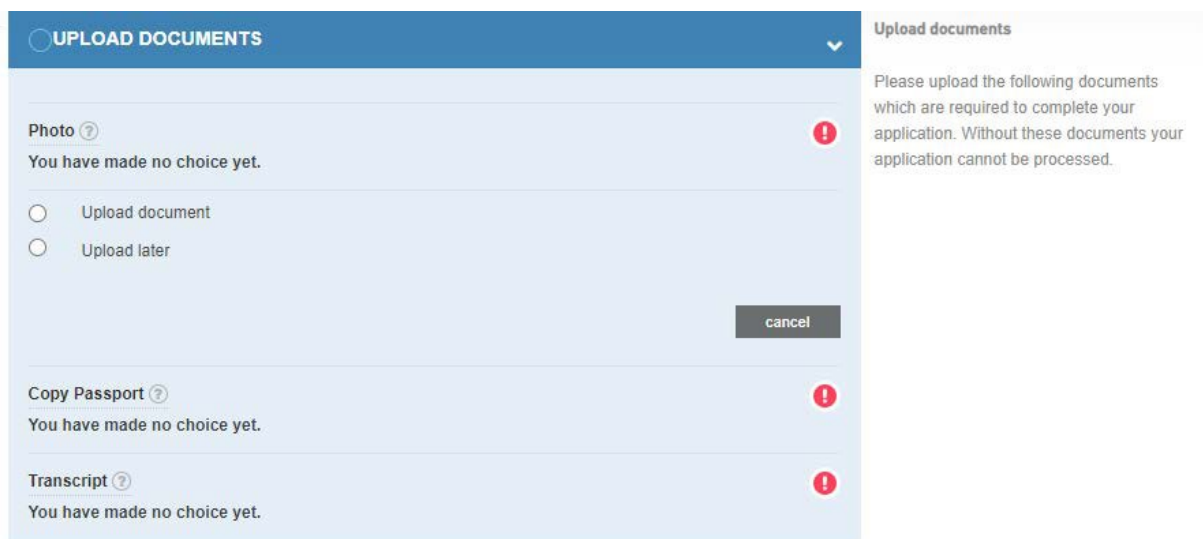 UPLOAD DOCUMENTS
Photo ?
You have made no choice yet.
Upload document
Upload later
cancel
Copy Passport ?
You have made no choice yet.
Transcript ?
You have made no choice yet.
Upload documents
Please upload the following documents
which are required to complete your
application. Without these documents your
application cannot be processed.